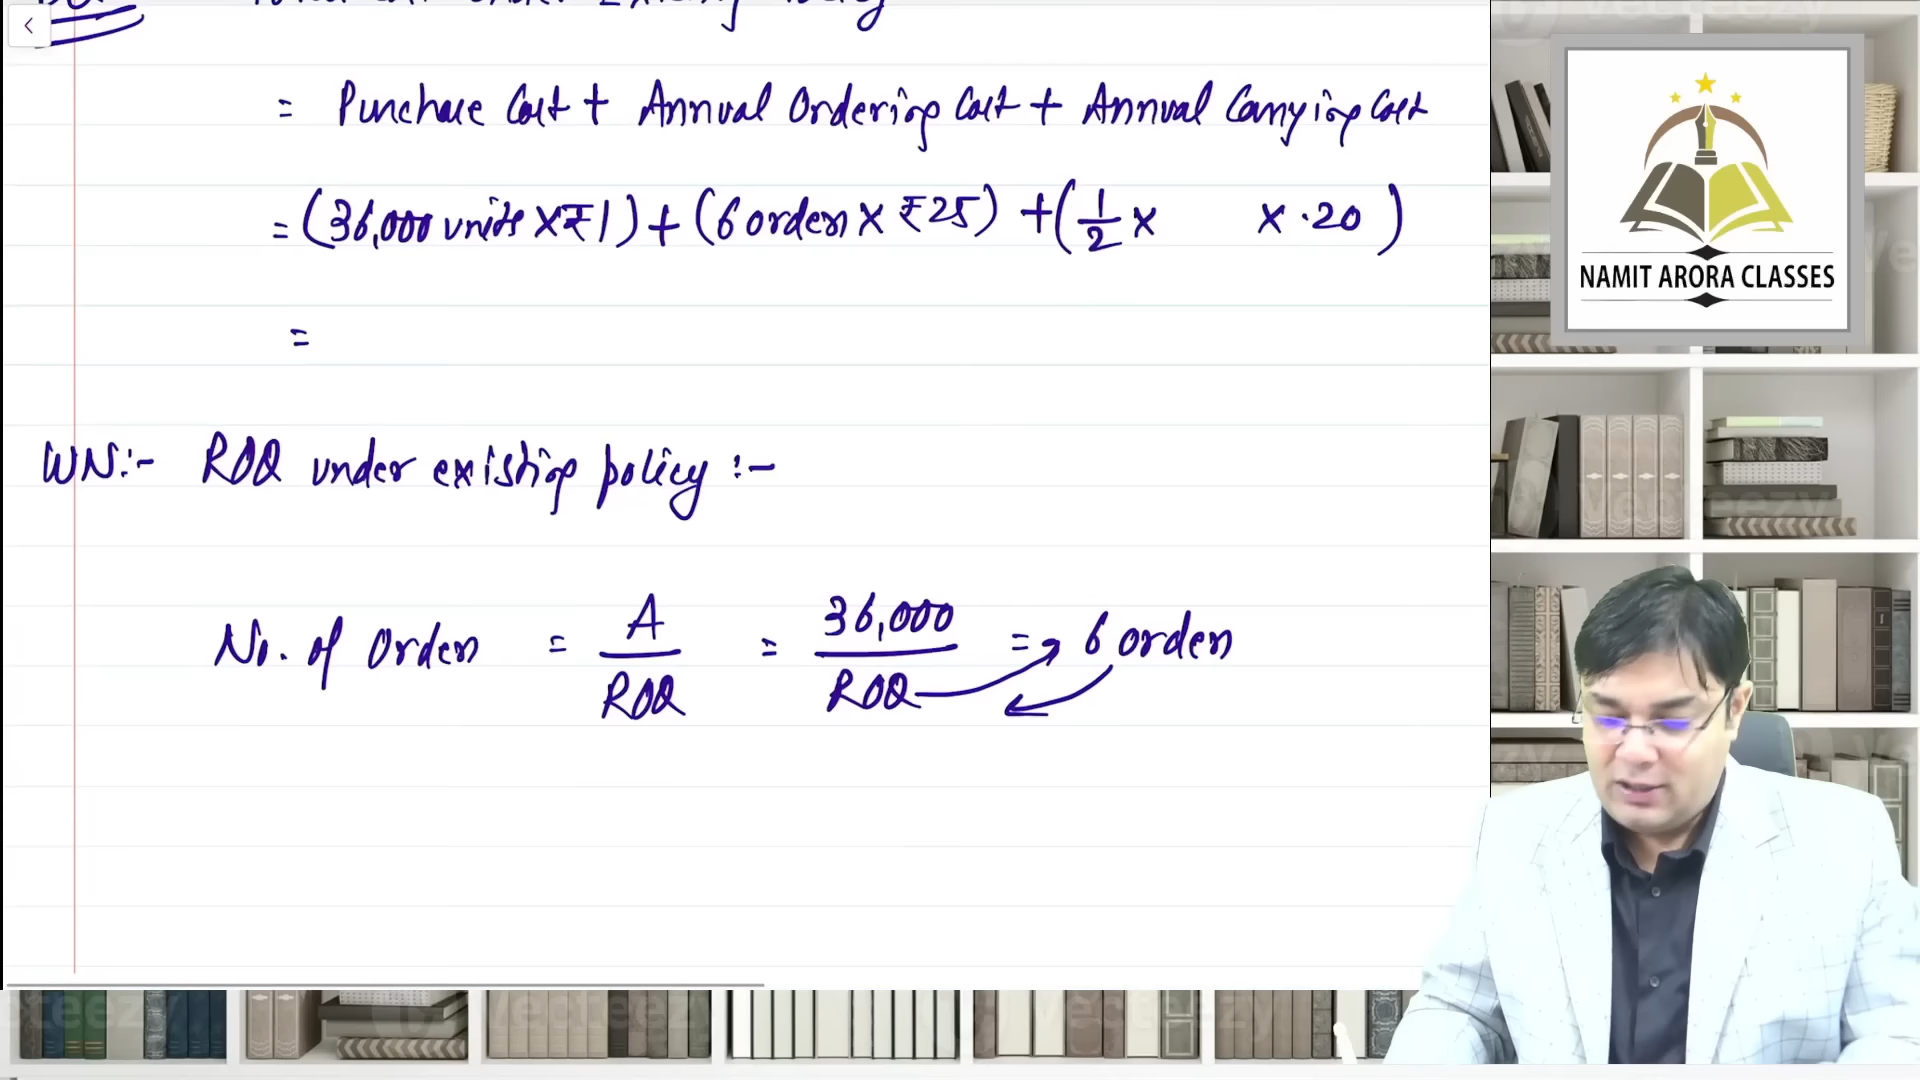 = Purchase Cost + Annual Ordering Cost + Annual Carrying Cost
= (36,000 units x ₹1) + (6 orders x ₹25) + (1/2 x x .20)
=
WN:- ROQ under existing policy :-
No. of Orders = A/ROQ = 36,000/ROQ = 6 orders
NAMIT ARORA CLASSES